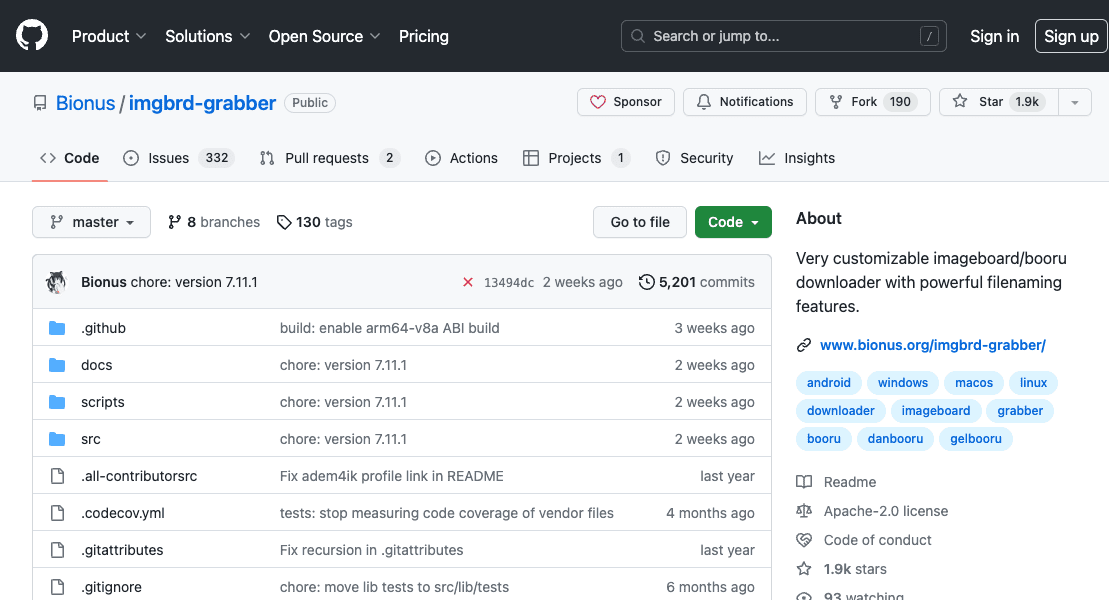 Product Solutions Open Source Pricing Search or jump to... / Sign in Sign up
Bionus / imgbrd-grabber Public Sponsor Notifications Fork 190 Star 1.9k
Code Issues 332 Pull requests 2 Actions Projects 1 Security Insights
master 8 branches 130 tags Go to file Code
Bionus chore: version 7.11.1 13494dc 2 weeks ago 5,201 commits
.github build: enable arm64-v8a ABI build 3 weeks ago
docs chore: version 7.11.1 2 weeks ago
scripts chore: version 7.11.1 2 weeks ago
src chore: version 7.11.1 2 weeks ago
.all-contributorsrc Fix adem4ik profile link in README last year
.codecov.yml tests: stop measuring code coverage of vendor files 4 months ago
.gitattributes Fix recursion in .gitattributes last year
.gitignore chore: move lib tests to src/lib/tests 6 months ago
About
Very customizable imageboard/booru
downloader with powerful filenaming
features.
www.bionus.org/imgbrd-grabber/
android windows macos linux
downloader imageboard grabber
booru danbooru gelbooru
Readme
Apache-2.0 license
Code of conduct
1.9k stars
93 watching